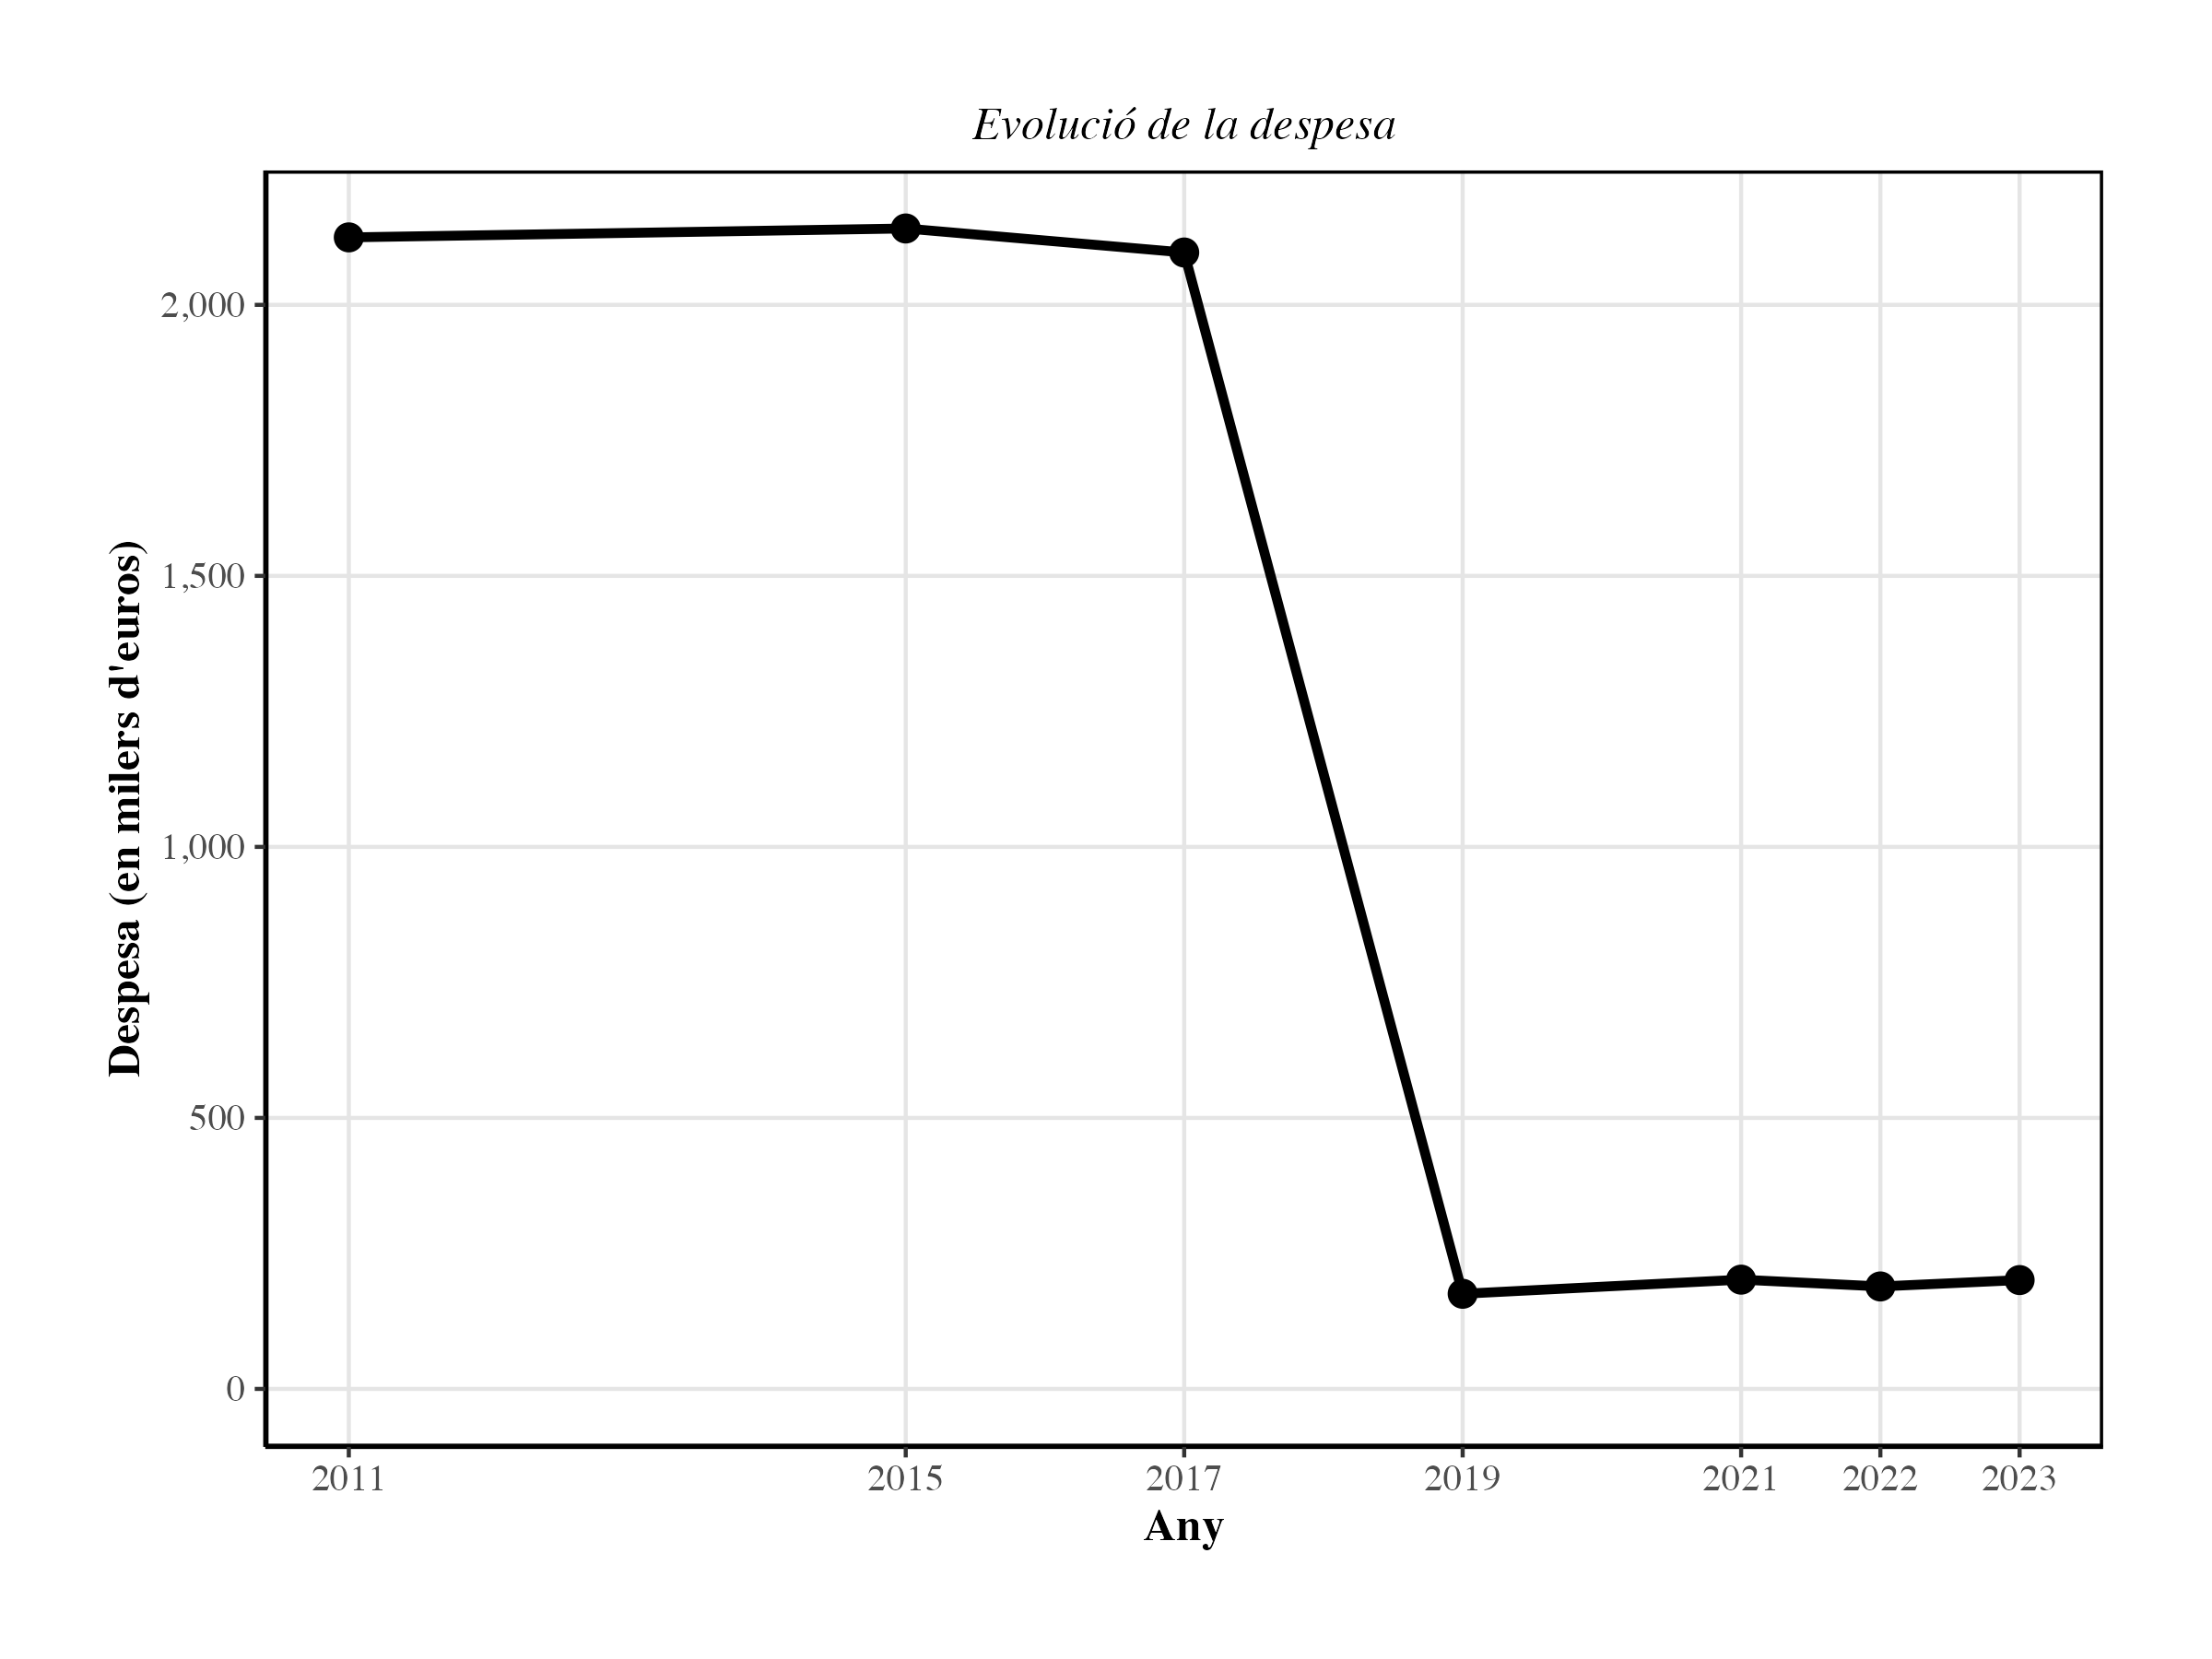 Evolució de la despesa
Despesa (en milers d'euros)
2,000
1,500
1,000
500
0
2011 2015 2017 2019 2021 2022 2023
Any